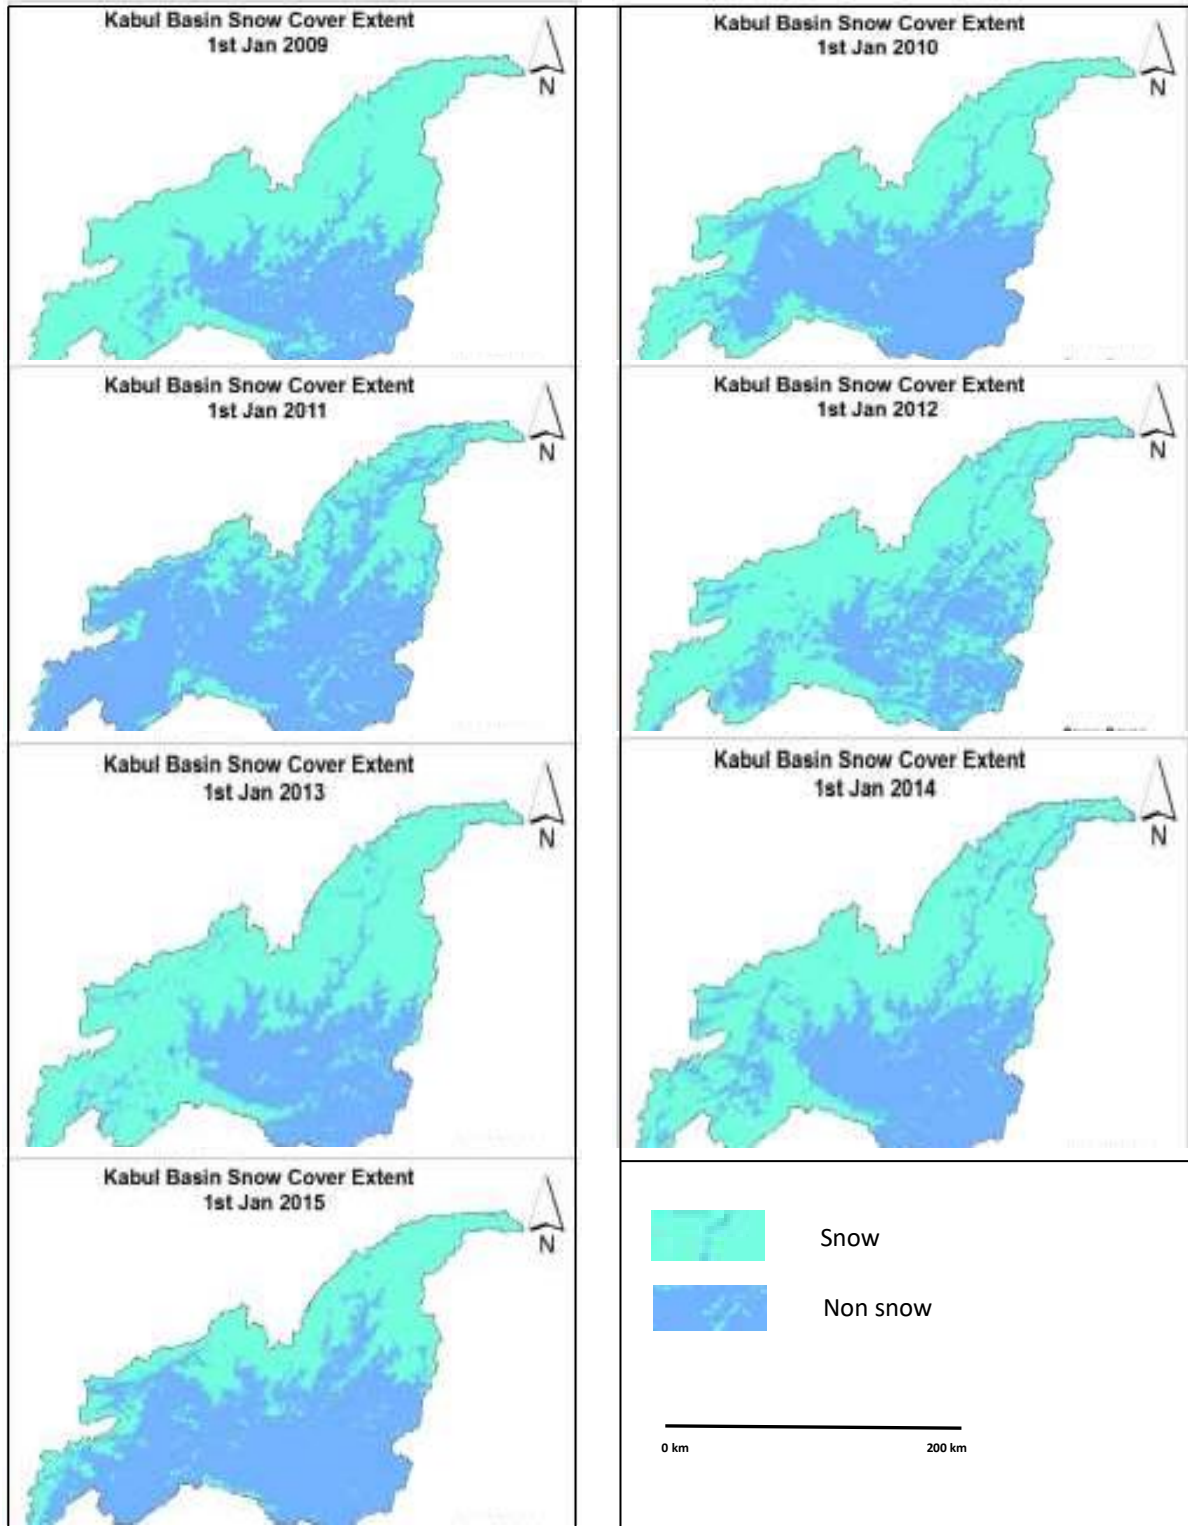 Kabul Basin Snow Cover Extent
1st Jan 2009
N
Kabul Basin Snow Cover Extent
1st Jan 2010
N
Kabul Basin Snow Cover Extent
1st Jan 2011
N
Kabul Basin Snow Cover Extent
1st Jan 2012
N
Kabul Basin Snow Cover Extent
1st Jan 2013
N
Kabul Basin Snow Cover Extent
1st Jan 2014
N
Kabul Basin Snow Cover Extent
1st Jan 2015
N
Snow
Non snow
0 km 200 km